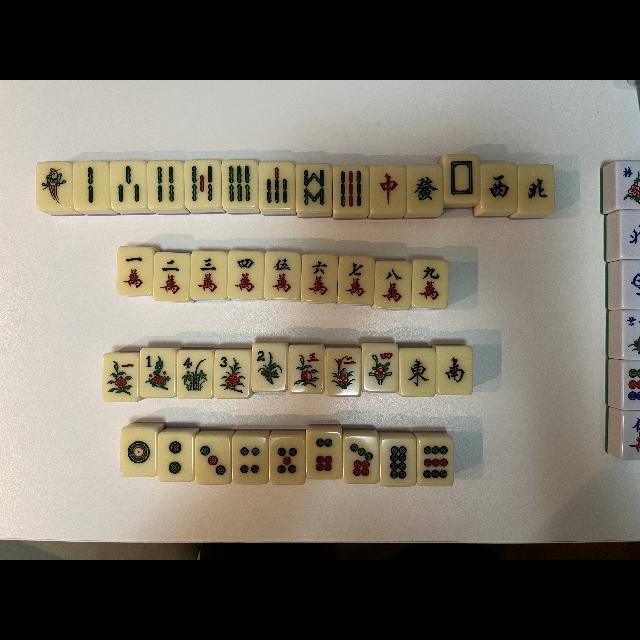 中 發 西 北
一萬 二萬 三萬 四萬 伍萬 六萬 七萬 八萬 九萬
一 1 4 3 2 三 二 四 東 南